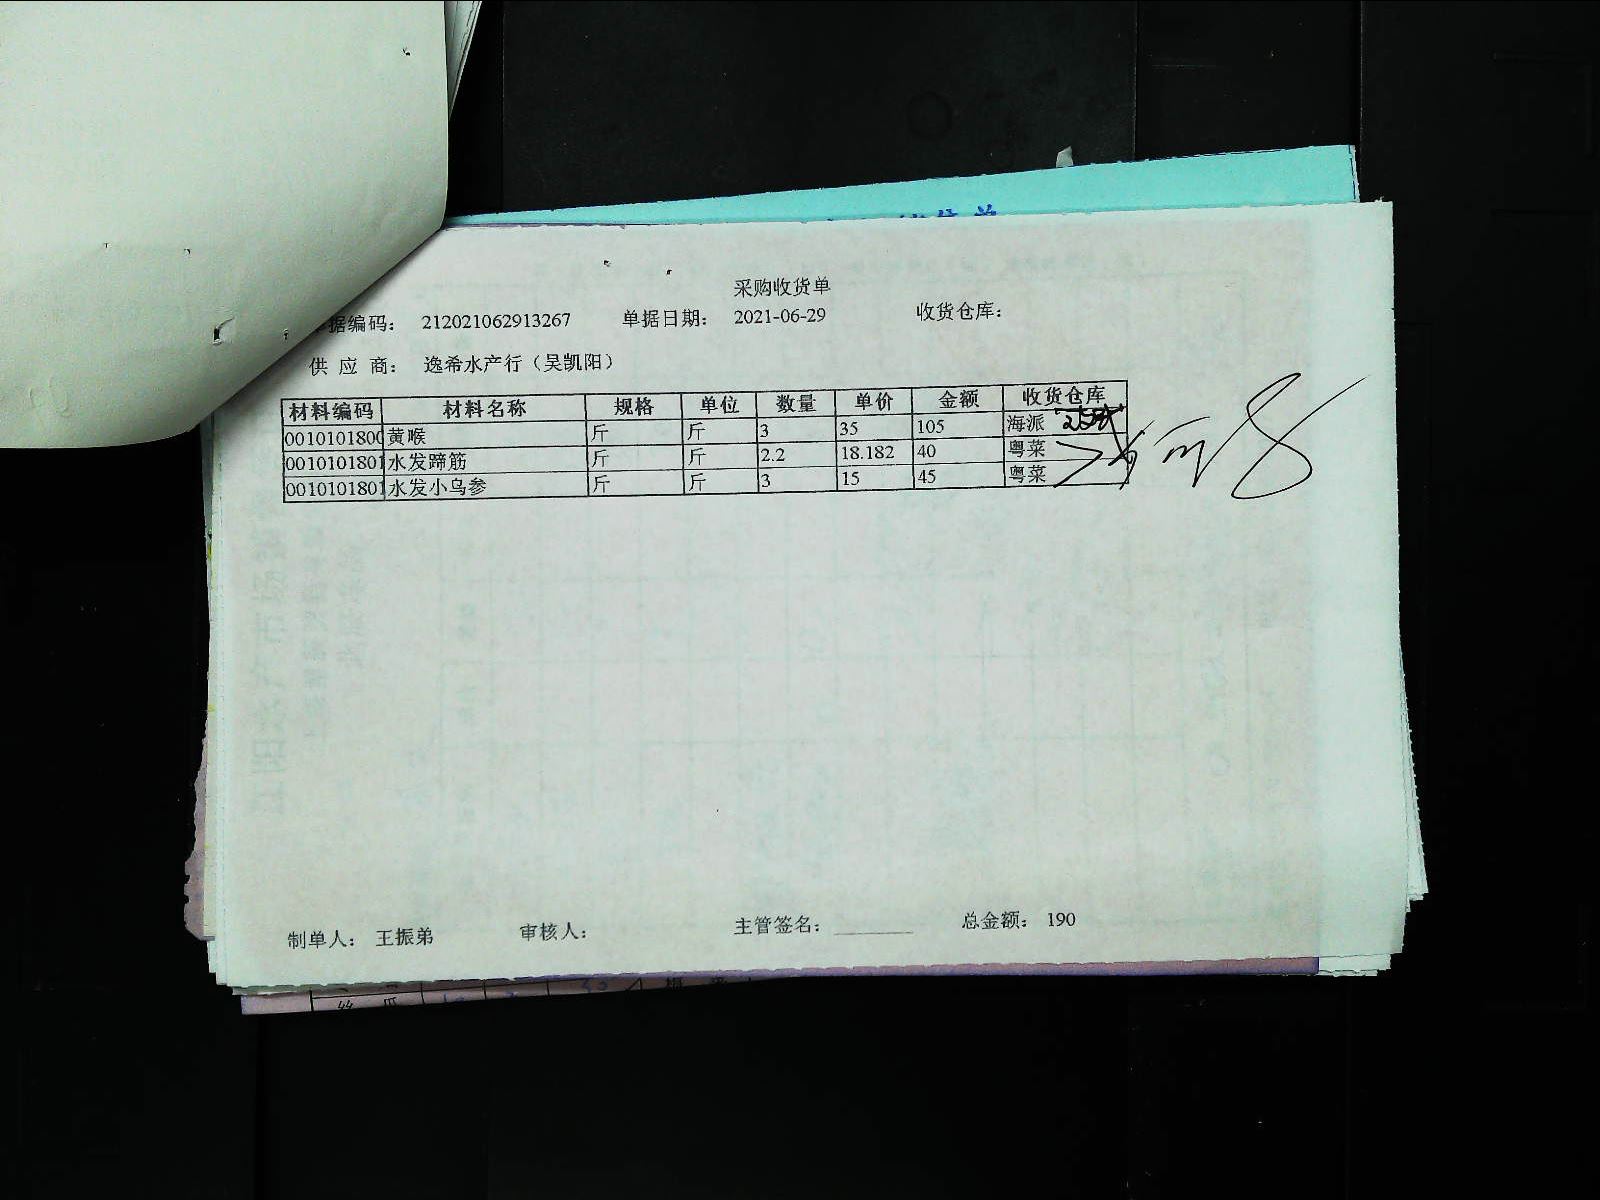 采购收货单
据编码: 212021062913267 单据日期: 2021-06-29 收货仓库:
供应商: 逸希水产行（吴凯阳）
材料编码 材料名称 规格 单位 数量 单价 金额 收货仓库
0010101800 黄喉 斤 斤 3 35 105 海派
0010101801 水发蹄筋 斤 斤 2.2 18.182 40 粤菜
0010101801 水发小乌参 斤 斤 3 15 45 粤菜
制单人: 王振弟 审核人: 主管签名: ______ 总金额: 190